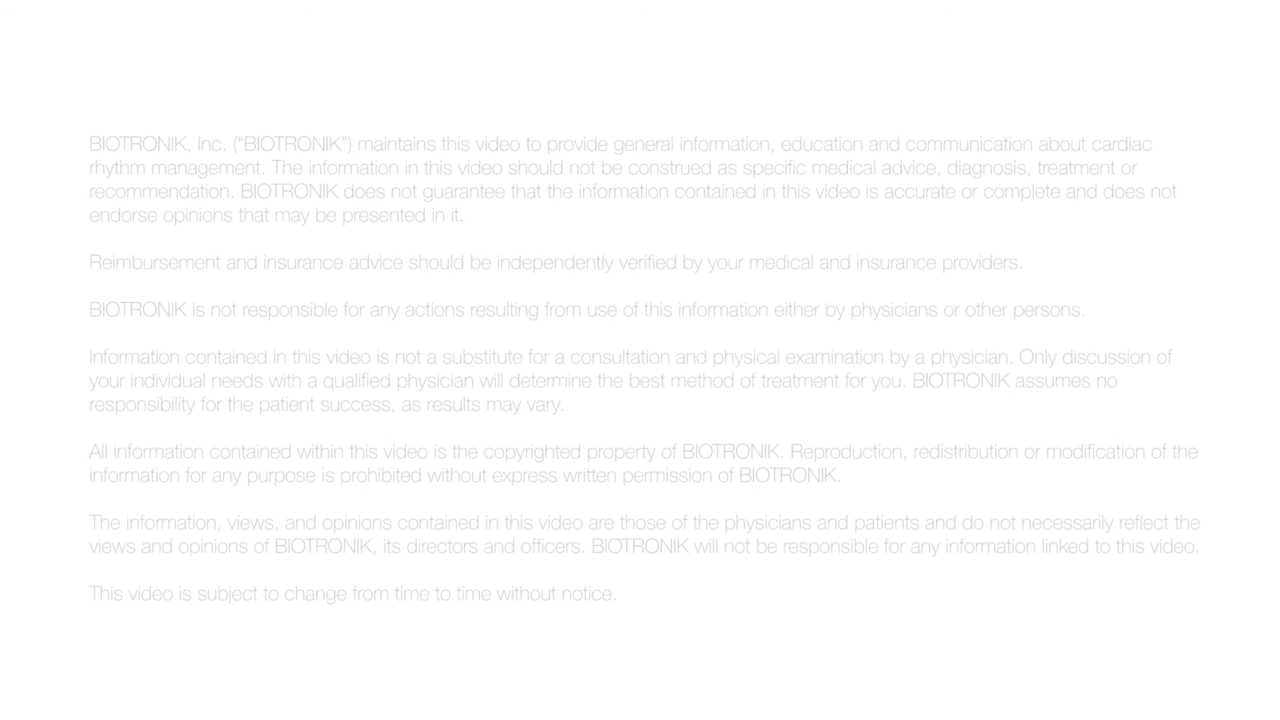 BIOTRONIK, Inc. (“BIOTRONIK”) maintains this video to provide general information, education and communication about cardiac
rhythm management. The information in this video should not be construed as specific medical advice, diagnosis, treatment or
recommendation. BIOTRONIK does not guarantee that the information contained in this video is accurate or complete and does not
endorse opinions that may be presented in it.
Reimbursement and insurance advice should be independently verified by your medical and insurance providers.
BIOTRONIK is not responsible for any actions resulting from use of this information either by physicians or other persons.
Information contained in this video is not a substitute for a consultation and physical examination by a physician. Only discussion of
your individual needs with a qualified physician will determine the best method of treatment for you. BIOTRONIK assumes no
responsibility for the patient success, as results may vary.
All information contained within this video is the copyrighted property of BIOTRONIK. Reproduction, redistribution or modification of the
information for any purpose is prohibited without express written permission of BIOTRONIK.
The information, views, and opinions contained in this video are those of the physicians and patients and do not necessarily reflect the
views and opinions of BIOTRONIK, its directors and officers. BIOTRONIK will not be responsible for any information linked to this video.
This video is subject to change from time to time without notice.